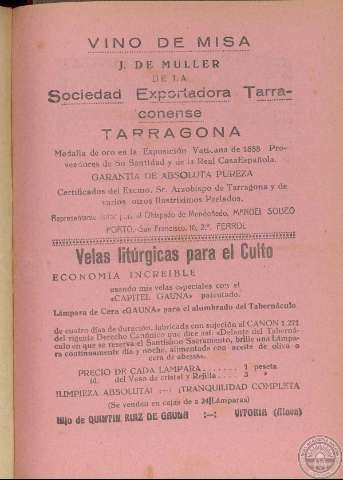 VINO DE MISA
J. DE MULLER
DE LA
Sociedad Exportadora Tarra-
conense
TARRAGONA
Medalla de oro en la Exposición Vaticana de 1888 Pro-
veedores de Su Santidad y de la Real Casa Española.
GARANTIA DE ABSOLUTA PUREZA
Certificados del Excmo. Sr. Arzobispo de Tarragona y de
varios otros Ilustrísimos Prelados.
Representante para el Obispado de Mondoñedo, MANUEL SOUZO
PORTO.-San Francisco, 10, 2.º, FERROL
Velas litúrgicas para el Culto
ECONOMÍA INCREIBLE
usando mis velas especiales con el
«CAPITEL GAUNA» patentado.
Lámpara de Cera «GAUNA» para el alumbrado del Tabernáculo
de cuatro días de duración, fabricada con sujeción al CANON 1.271
del vigente Derecho Canónico que dice así «Delante del Taberná-
culo en que se reserva el Santísimo Sacramento, brille una Lámpa-
ra continuamente día y noche, alimentada con aceite de oliva o
cera de abejas».
PRECIO DE CADA LAMPARA . . . . 1 peseta
id. del Vaso de cristal y Rejilla . . 3 »
¡LIMPIEZA ABSOLUTA! :—: ¡TRANQUILIDAD COMPLETA
(Se venden en cajas de a 24 Lámparas)
Hijo de QUINTIN RUIZ DE GAUNA :—: VITORIA (Alava)